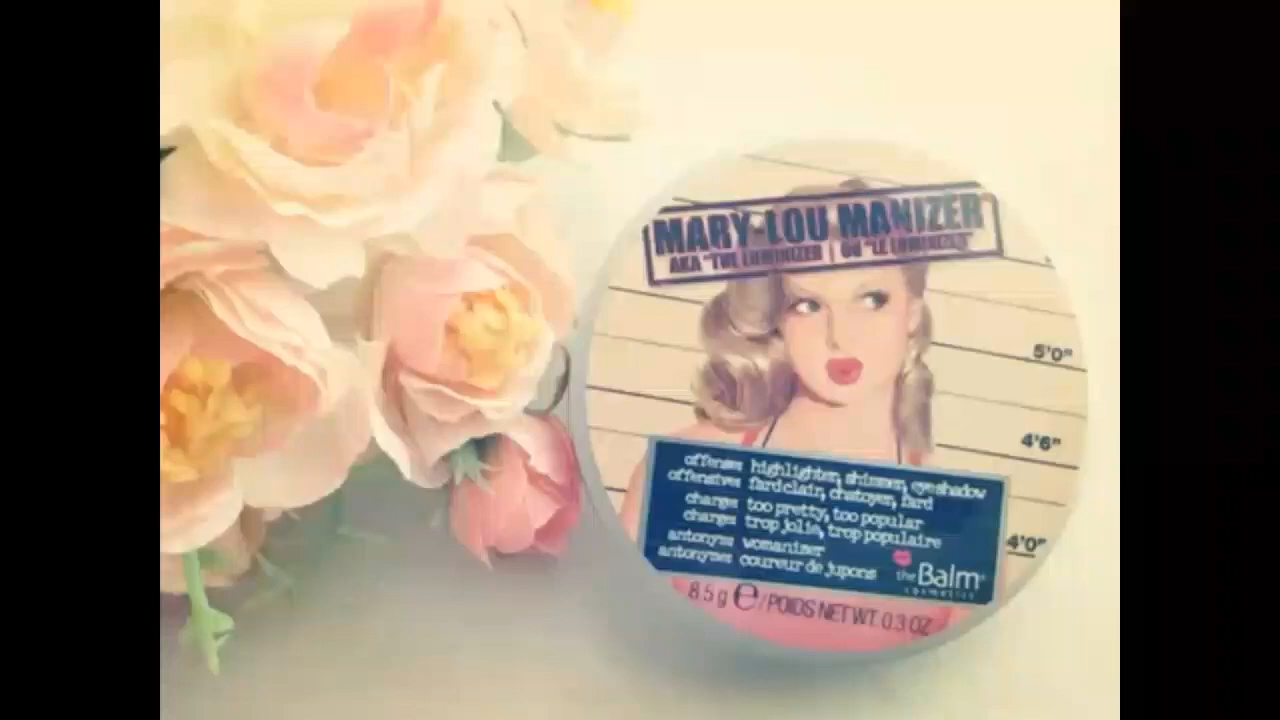 MARY-LOU MANIZER
AKA "THE LUMINIZER | OU "LE LUMINIZER"
5'0"
4'6"
4'0"
offense: highlighter, shimmer, eyeshadow
offensives: fard clair, chatoyer, fard
charge: too pretty, too popular
charge: trop jolie, trop populaire
antonym: womanizer
antonyme: coureur de jupons
theBalm®
cosmetics
8.5 g ℮ / POIDS NET WT. 0.3 OZ